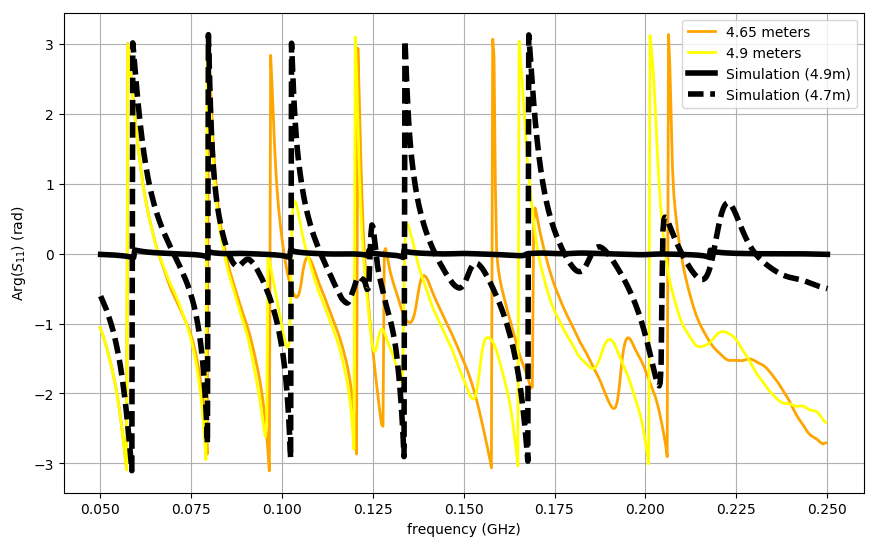 4.65 meters
4.9 meters
Simulation (4.9m)
Simulation (4.7m)
3
2
1
0
−1
−2
−3
Arg(S₁₁) (rad)
0.050 0.075 0.100 0.125 0.150 0.175 0.200 0.225 0.250
frequency (GHz)